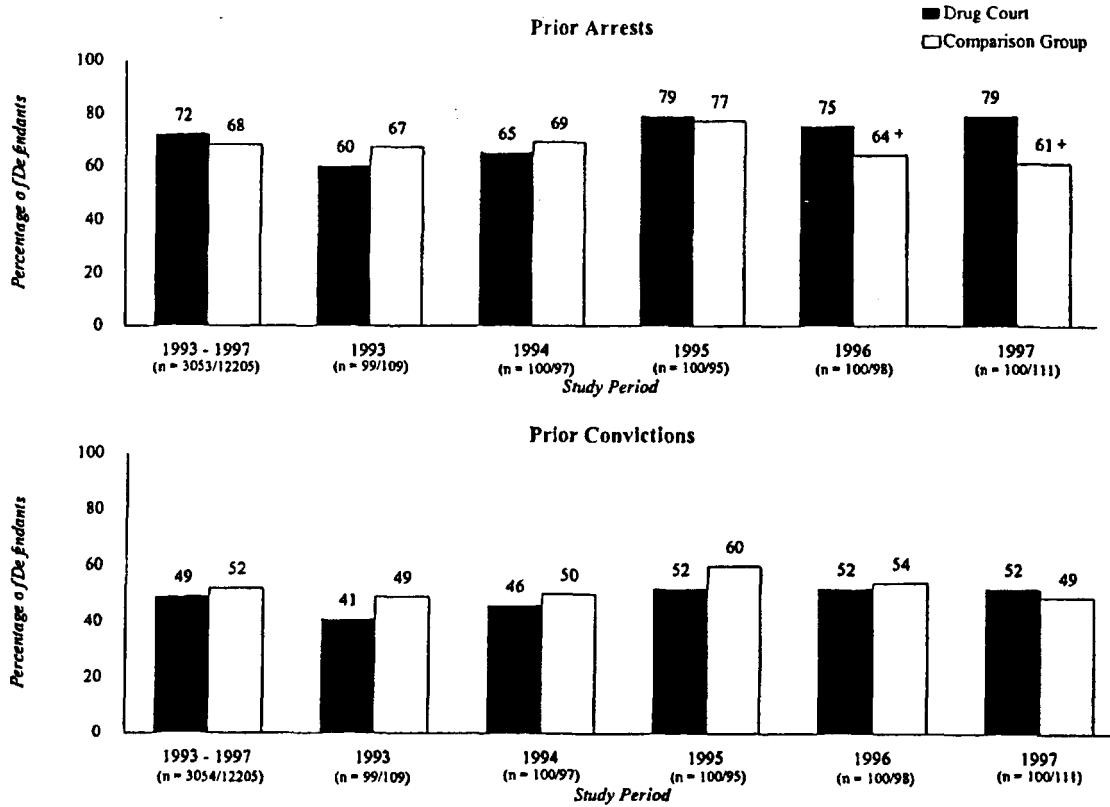 Drug Court
Prior Arrests
Comparison Group
Percentage of Defendants
100
80
60
40
20
0
72 68 60 67 65 69 79 77 75 64 + 79 61 +
1993 - 1997 1993 1994 1995 1996 1997
(n = 3053/12205) (n = 99/109) (n = 100/97) (n = 100/95) (n = 100/98) (n = 100/111)
Study Period
Prior Convictions
Percentage of Defendants
100
80
60
40
20
0
49 52 41 49 46 50 52 60 52 54 52 49
1993 - 1997 1993 1994 1995 1996 1997
(n = 3054/12205) (n = 99/109) (n = 100/97) (n = 100/95) (n = 100/98) (n = 100/111)
Study Period